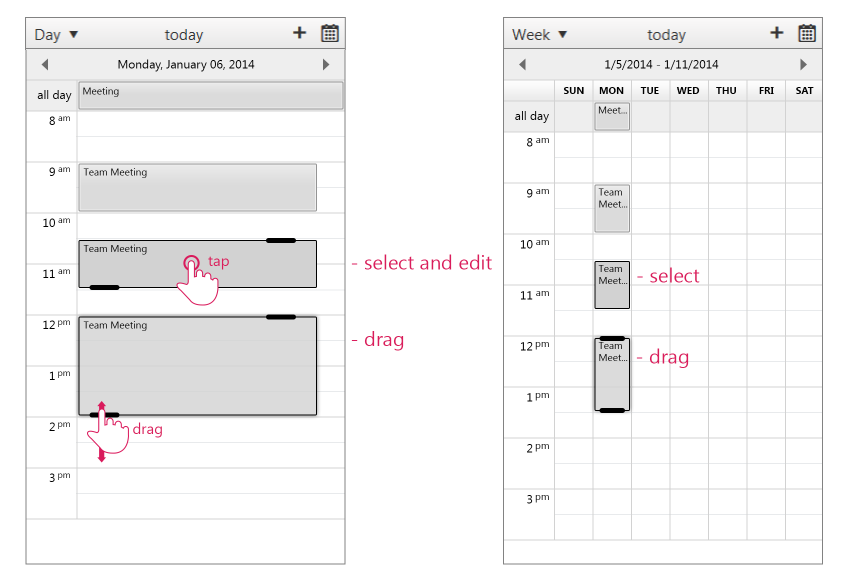 Day ▼ today +
Monday, January 06, 2014
all day Meeting
8 am
9 am Team Meeting
10 am
Team Meeting
tap
- select and edit
11 am
12 pm Team Meeting
- drag
1 pm
2 pm drag
3 pm
Week ▼ today +
1/5/2014 - 1/11/2014
SUN MON TUE WED THU FRI SAT
all day Meet...
8 am
9 am Team
Meet...
10 am
Team
Meet...
- select
11 am
12 pm Team
Meet...
- drag
1 pm
2 pm
3 pm